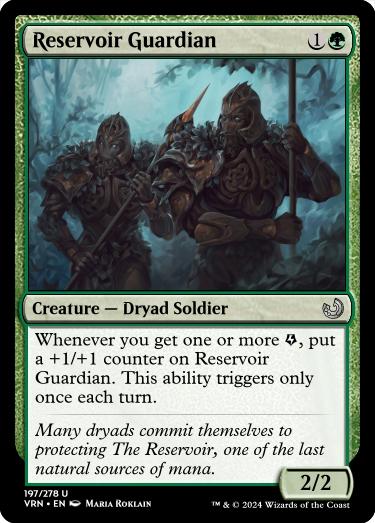 Reservoir Guardian 1
Creature — Dryad Soldier
Whenever you get one or more , put
a +1/+1 counter on Reservoir
Guardian. This ability triggers only
once each turn.
Many dryads commit themselves to
protecting The Reservoir, one of the last
natural sources of mana.
2/2
197/278 U
VRN • EN Maria Roklain ™ & © 2024 Wizards of the Coast